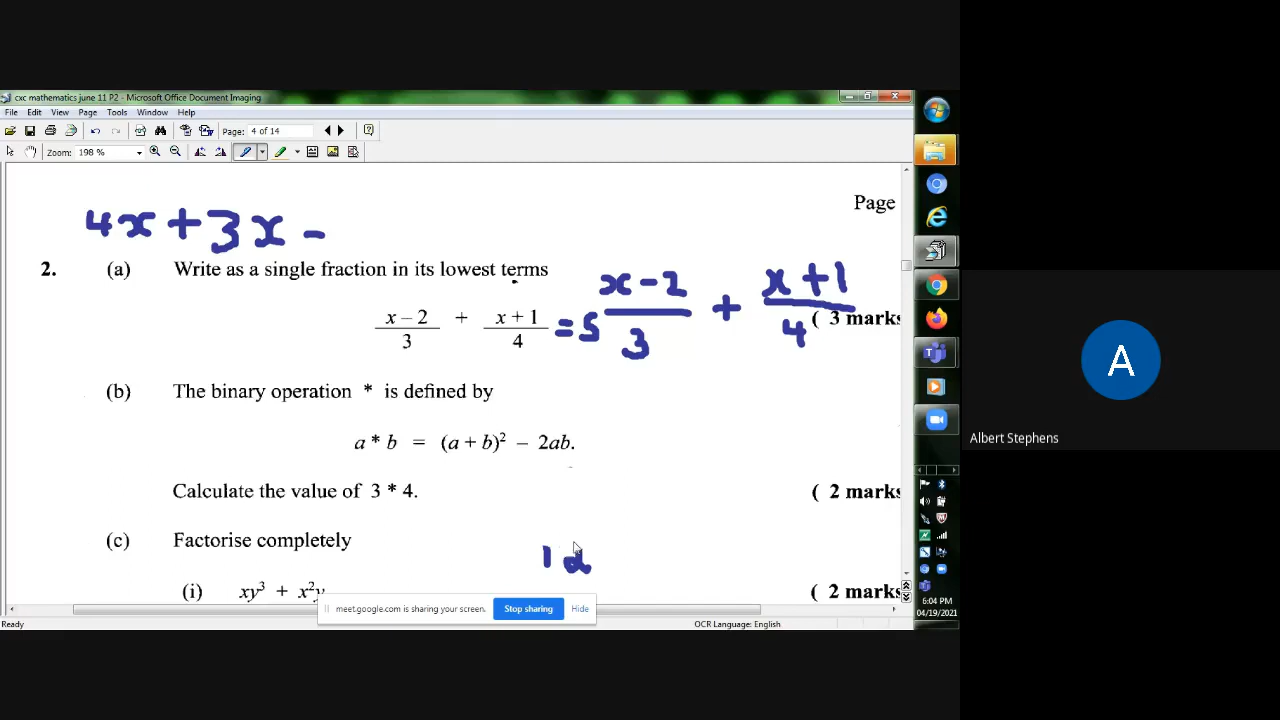 cxc mathematics june 11 P2 - Microsoft Office Document Imaging
File Edit View Page Tools Window Help
Page: 4 of 14
Zoom: 198 %
Page
4x + 3x -
2. (a) Write as a single fraction in its lowest terms
x – 2 / 3 + x + 1 / 4 = 5 x - 2 / 3 + x + 1 / 4
( 3 marks
(b) The binary operation * is defined by
a * b = (a + b)² – 2ab.
Calculate the value of 3 * 4.
( 2 marks
(c) Factorise completely
12
(i) xy³ + x²y
( 2 marks
meet.google.com is sharing your screen. Stop sharing Hide
Ready
OCR Language: English
6:04 PM
04/19/2021
A
Albert Stephens